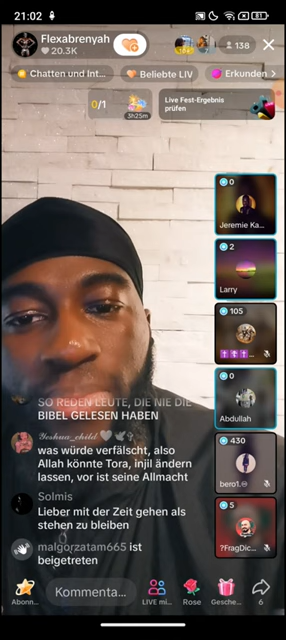 21:02
81
Flexabrenyah
20.3K
138
Chatten und Int...
Beliebte LIV
Erkunden
0/1
3h25m
Live Fest-Ergebnis
prüfen
0
Jeremie Ka...
2
Larry
105
0
Abdullah
430
bero1.
5
?FragDic...
SO REDEN LEUTE, DIE NIE DIE
BIBEL GELESEN HABEN
Yeshua_child
was würde verfälscht, also
Allah könnte Tora, injil ändern
lassen, vor ist seine Allmacht
Solmis
Lieber mit der Zeit gehen als
stehen zu bleiben
malgorzatam665 ist
beigetreten
Kommenta...
Abonn...
LIVE mi...
Rose
Gesche...
6